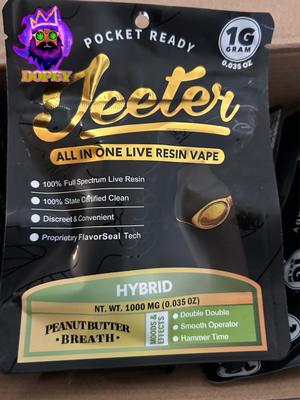 DOPEY
POCKET READY
1G
GRAM
0.035 OZ
Jeeter
ALL IN ONE LIVE RESIN VAPE
100% Full Spectrum Live Resin
100% State Certified Clean
Discreet & Convenient
Proprietary FlavorSeal Tech
HYBRID
NT. WT. 1000 MG (0.035 OZ)
PEANUT BUTTER
• BREATH •
MOODS &
EFFECTS
• Double Double
• Smooth Operator
• Hammer Time